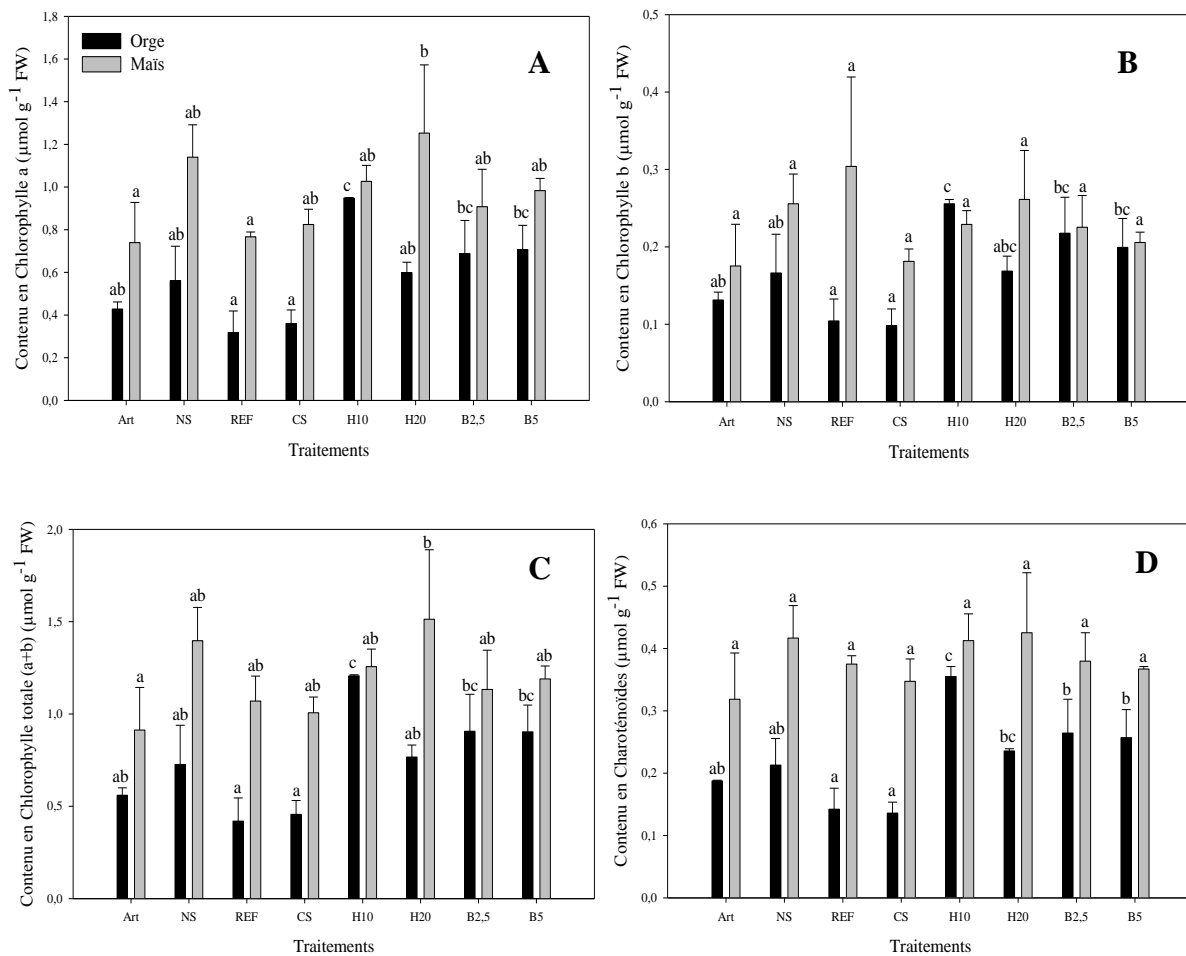 Contenu en Chlorophylle a (µmol g⁻¹ FW)
1,8
1,6
1,4
1,2
1,0
0,8
0,6
0,4
0,2
0,0
Orge
Maïs
A
ab a
ab ab
a a
a ab
c ab
ab b
bc ab
bc ab
Art NS REF CS H10 H20 B2,5 B5
Traitements
Contenu en Chlorophylle b (µmol g⁻¹ FW)
0,5
0,4
0,3
0,2
0,1
0,0
B
ab a
ab a
a a
a a
c a
abc a
bc a
bc a
Art NS REF CS H10 H20 B2,5 B5
Traitements
Contenu en Chlorophylle totale (a+b) (µmol g⁻¹ FW)
2,0
1,5
1,0
0,5
0,0
C
ab a
ab ab
a ab
a ab
c ab
ab b
bc ab
bc ab
Art NS REF CS H10 H20 B2,5 B5
Traitements
Contenu en Charoténoïdes (µmol g⁻¹ FW)
0,6
0,5
0,4
0,3
0,2
0,1
0,0
D
ab a
ab a
a a
a a
c a
bc a
b a
b a
Art NS REF CS H10 H20 B2,5 B5
Traitements